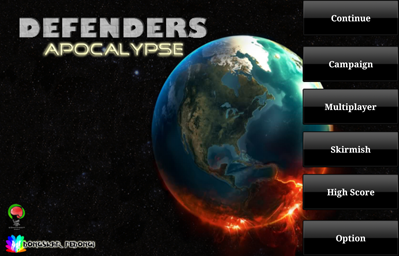 DEFENDERS
APOCALYPSE
Continue
Campaign
Multiplayer
Skirmish
High Score
Option